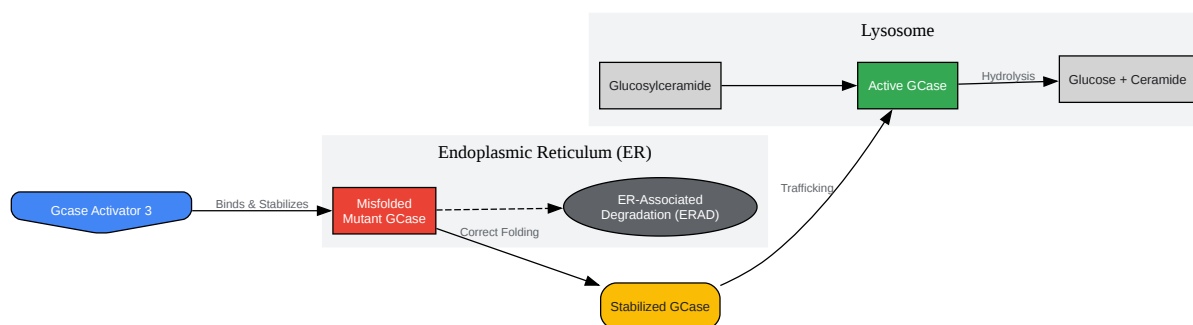 Lysosome
Glucosylceramide
Active GCase
Hydrolysis
Glucose + Ceramide
Endoplasmic Reticulum (ER)
Gcase Activator 3
Binds & Stabilizes
Misfolded
Mutant GCase
ER-Associated
Degradation (ERAD)
Trafficking
Correct Folding
Stabilized GCase